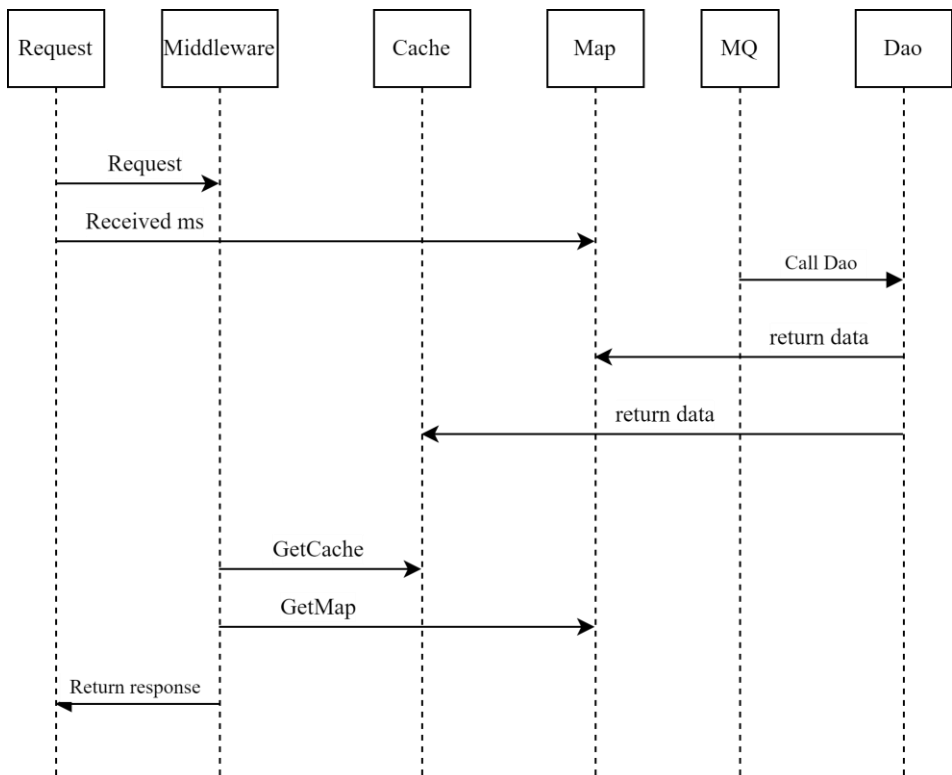 Request
Middleware
Cache
Map
MQ
Dao
Request
Received ms
Call Dao
return data
return data
GetCache
GetMap
Return response